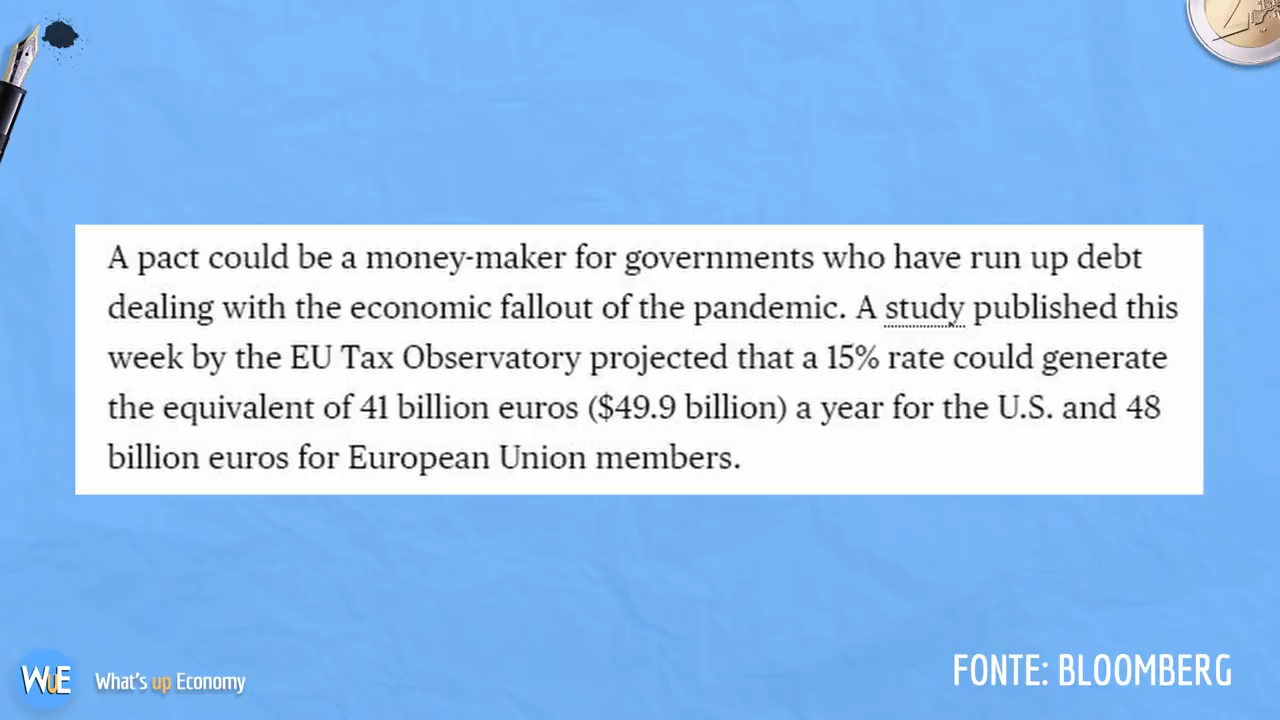 A pact could be a money-maker for governments who have run up debt
dealing with the economic fallout of the pandemic. A study published this
week by the EU Tax Observatory projected that a 15% rate could generate
the equivalent of 41 billion euros ($49.9 billion) a year for the U.S. and 48
billion euros for European Union members.
FONTE: BLOOMBERG
WuE What's up Economy